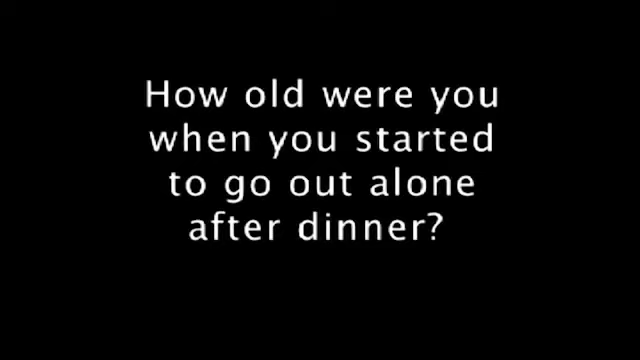 How old were you
when you started
to go out alone
after dinner?